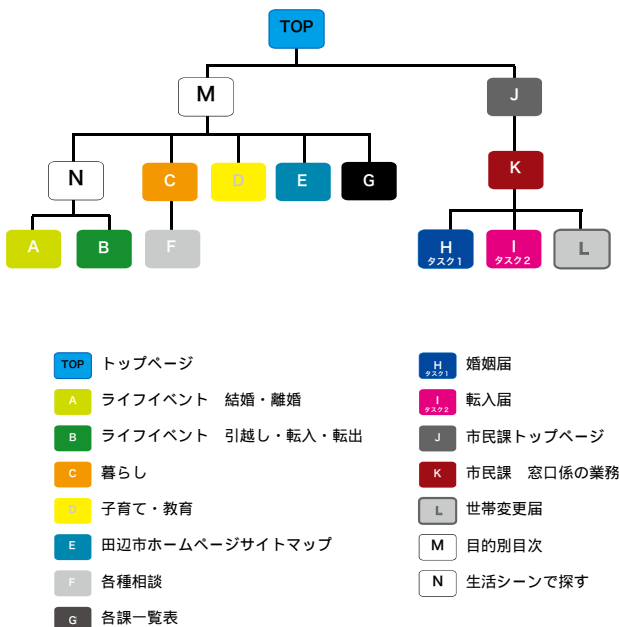 TOP
M
J
N
C
D
E
G
K
A
B
F
H
タスク1
I
タスク2
L
TOP トップページ
A ライフイベント 結婚・離婚
B ライフイベント 引越し・転入・転出
C 暮らし
D 子育て・教育
E 田辺市ホームページサイトマップ
F 各種相談
G 各課一覧表
H タスク1 婚姻届
I タスク2 転入届
J 市民課トップページ
K 市民課 窓口係の業務
L 世帯変更届
M 目的別目次
N 生活シーンで探す